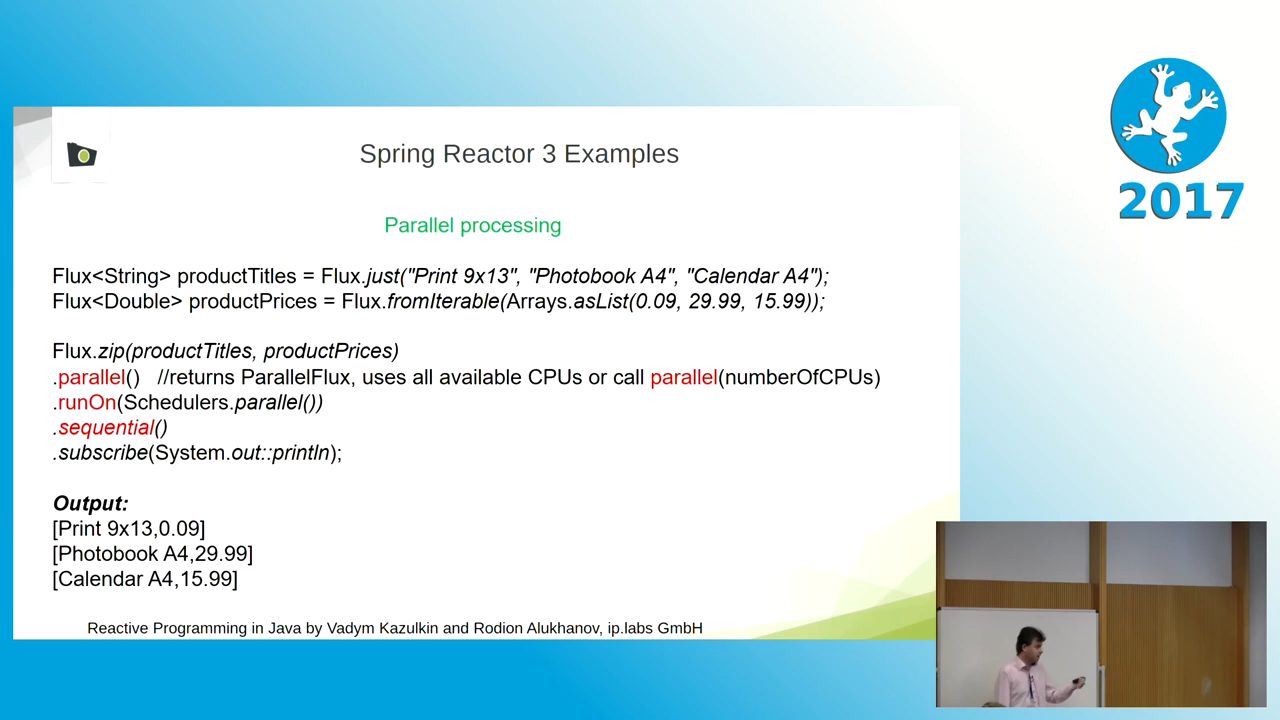 Spring Reactor 3 Examples
Parallel processing
Flux<String> productTitles = Flux.just("Print 9x13", "Photobook A4", "Calendar A4");
Flux<Double> productPrices = Flux.fromIterable(Arrays.asList(0.09, 29.99, 15.99));
Flux.zip(productTitles, productPrices)
.parallel() //returns ParallelFlux, uses all available CPUs or call parallel(numberOfCPUs)
.runOn(Schedulers.parallel())
.sequential()
.subscribe(System.out::println);
Output:
[Print 9x13,0.09]
[Photobook A4,29.99]
[Calendar A4,15.99]
Reactive Programming in Java by Vadym Kazulkin and Rodion Alukhanov, ip.labs GmbH
2017